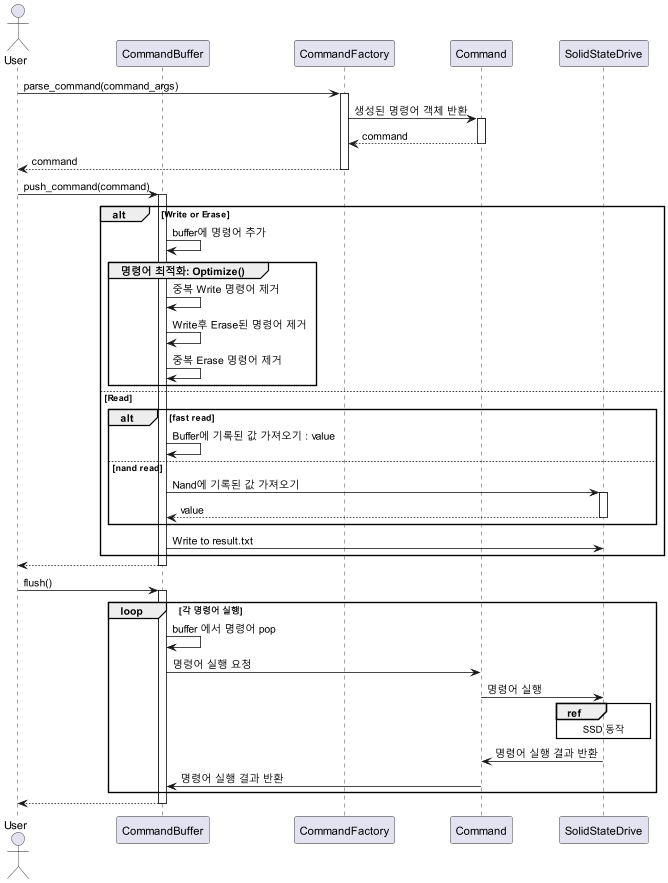 User
CommandBuffer
CommandFactory
Command
SolidStateDrive
parse_command(command_args)
생성된 명령어 객체 반환
command
command
push_command(command)
alt [Write or Erase]
buffer에 명령어 추가
명령어 최적화: Optimize()
중복 Write 명령어 제거
Write후 Erase된 명령어 제거
중복 Erase 명령어 제거
[Read]
alt [fast read]
Buffer에 기록된 값 가져오기 : value
[nand read]
Nand에 기록된 값 가져오기
value
Write to result.txt
flush()
loop [각 명령어 실행]
buffer 에서 명령어 pop
명령어 실행 요청
명령어 실행
ref
SSD 동작
명령어 실행 결과 반환
명령어 실행 결과 반환
User
CommandBuffer
CommandFactory
Command
SolidStateDrive